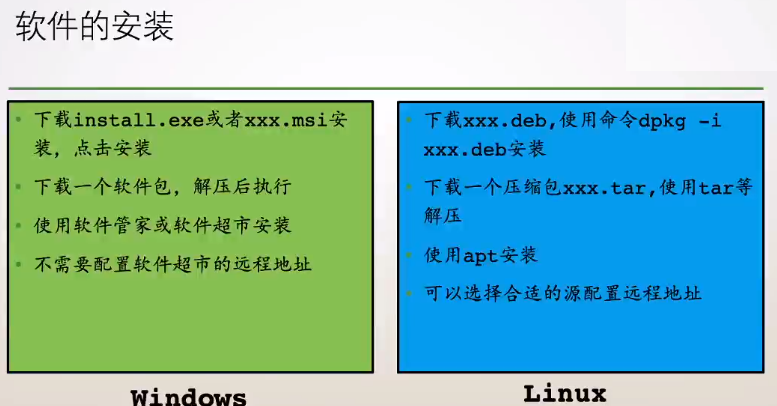 软件的安装
下载install.exe或者xxx.msi安
装，点击安装
下载一个软件包，解压后执行
使用软件管家或软件超市安装
不需要配置软件超市的远程地址
下载xxx.deb,使用命令dpkg -i
xxx.deb安装
下载一个压缩包xxx.tar,使用tar等
解压
使用apt安装
可以选择合适的源配置远程地址
Windows
Linux